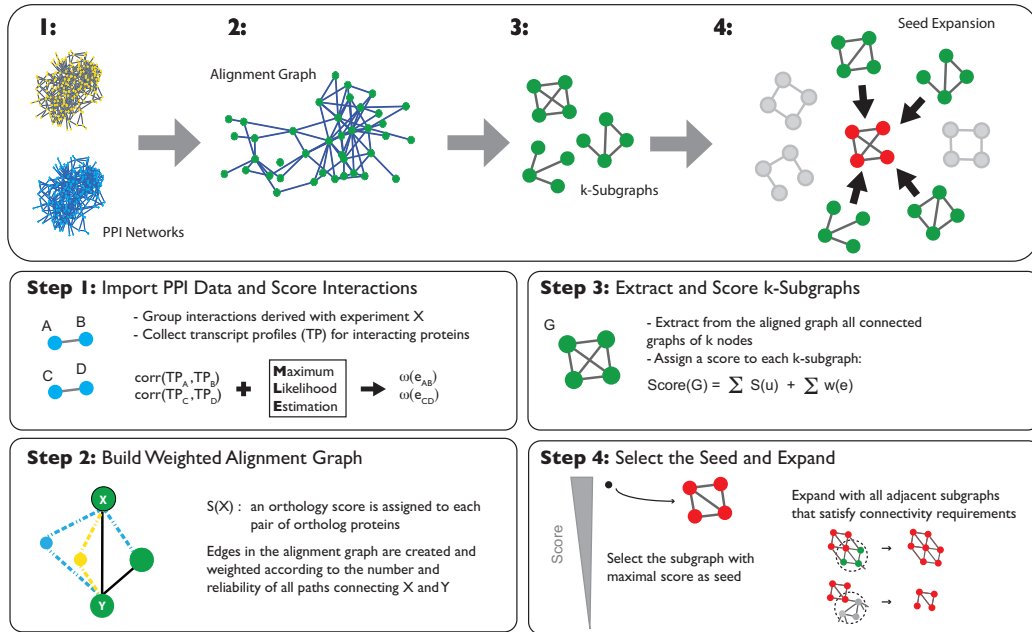 1:
2:
3:
4:
Seed Expansion
Alignment Graph
PPI Networks
k-Subgraphs
Step 1: Import PPI Data and Score Interactions
A B
- Group interactions derived with experiment X
- Collect transcript profiles (TP) for interacting proteins
C D
corr(TP_A,TP_B)
corr(TP_C,TP_D)
+
Maximum
Likelihood
Estimation
ω(e_AB)
ω(e_CD)
Step 2: Build Weighted Alignment Graph
X
S(X) : an orthology score is assigned to each
pair of ortholog proteins
Edges in the alignment graph are created and
weighted according to the number and
reliability of all paths connecting X and Y
Y
Step 3: Extract and Score k-Subgraphs
G
- Extract from the aligned graph all connected
graphs of k nodes
- Assign a score to each k-subgraph:
Score(G) = ∑ S(u) + ∑ w(e)
Step 4: Select the Seed and Expand
Score
Select the subgraph with
maximal score as seed
Expand with all adjacent subgraphs
that satisfy connectivity requirements